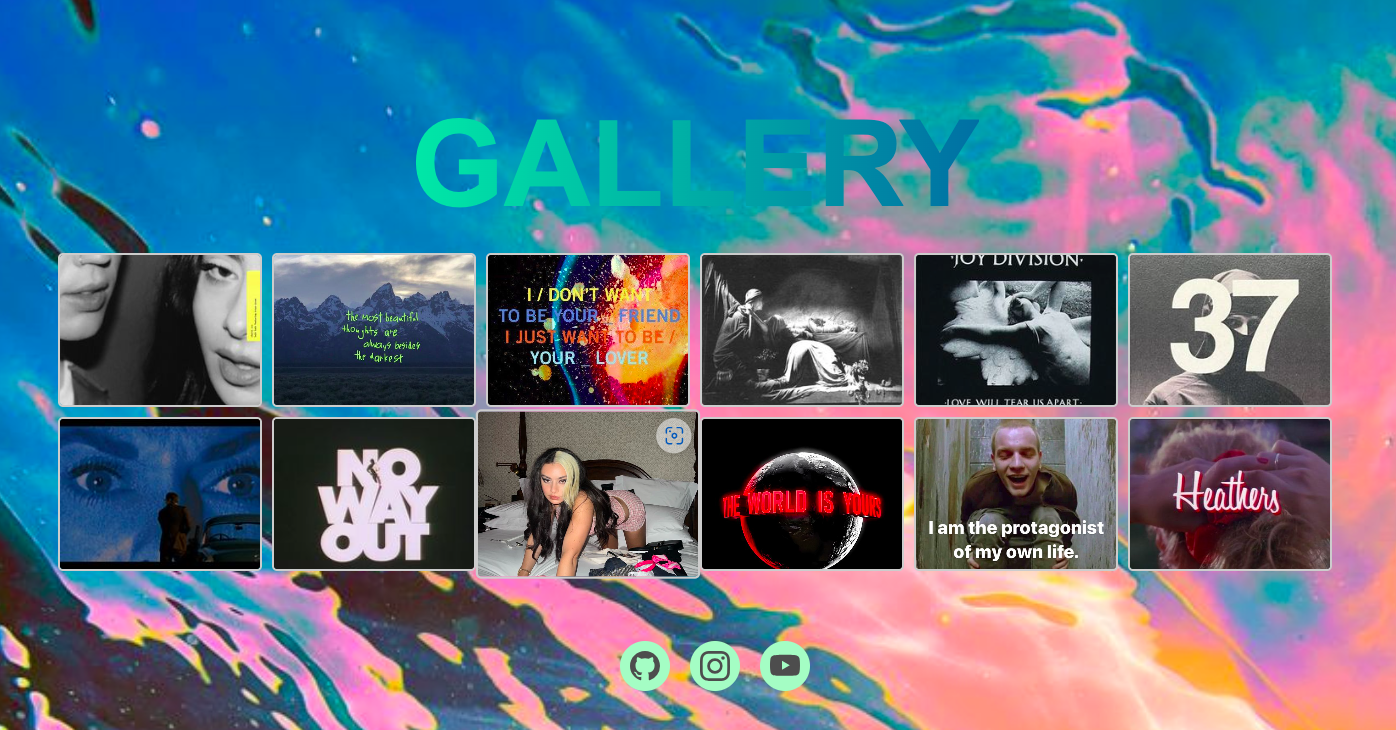 GALLERY
the most beautiful
thoughts are
always besides
the darkest
I / DON'T WANT
TO BE YOUR _ FRIEND
I JUST WANT TO BE /
YOUR _ LOVER
JOY DIVISION·
·LOVE WILL TEAR US APART·
37
NO
WAY
OUT
THE WORLD IS YOURS
I am the protagonist
of my own life.
Heathers